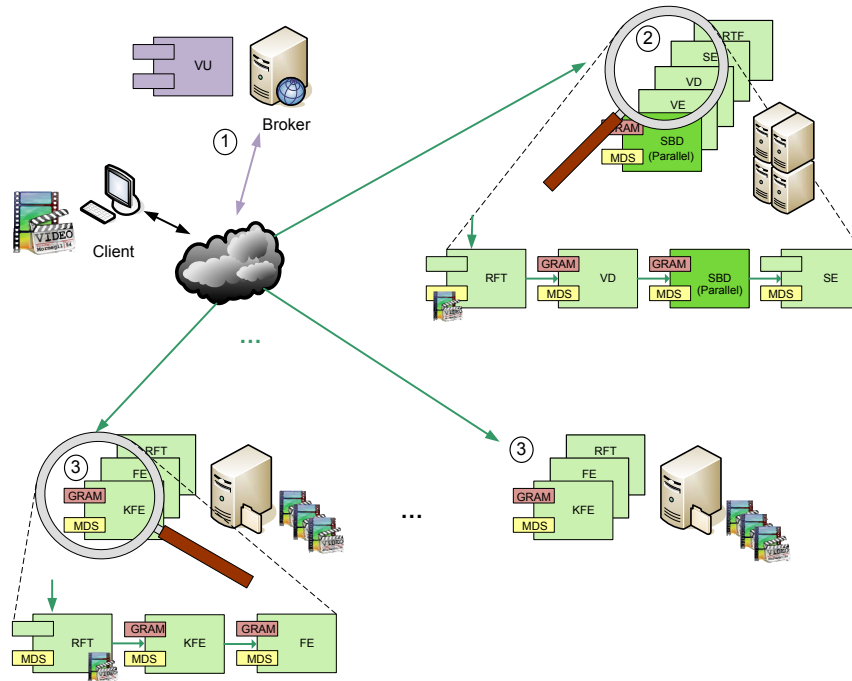 VU
Broker
1
Client
VIDEO
2
RTF
SE
VD
VE
GRAM
MDS
SBD
(Parallel)
RFT
GRAM
MDS
VD
GRAM
MDS
SBD
(Parallel)
MDS
SE
...
3
RFT
FE
GRAM
MDS
KFE
...
3
RFT
FE
GRAM
MDS
KFE
MDS
RFT
GRAM
MDS
KFE
GRAM
MDS
FE